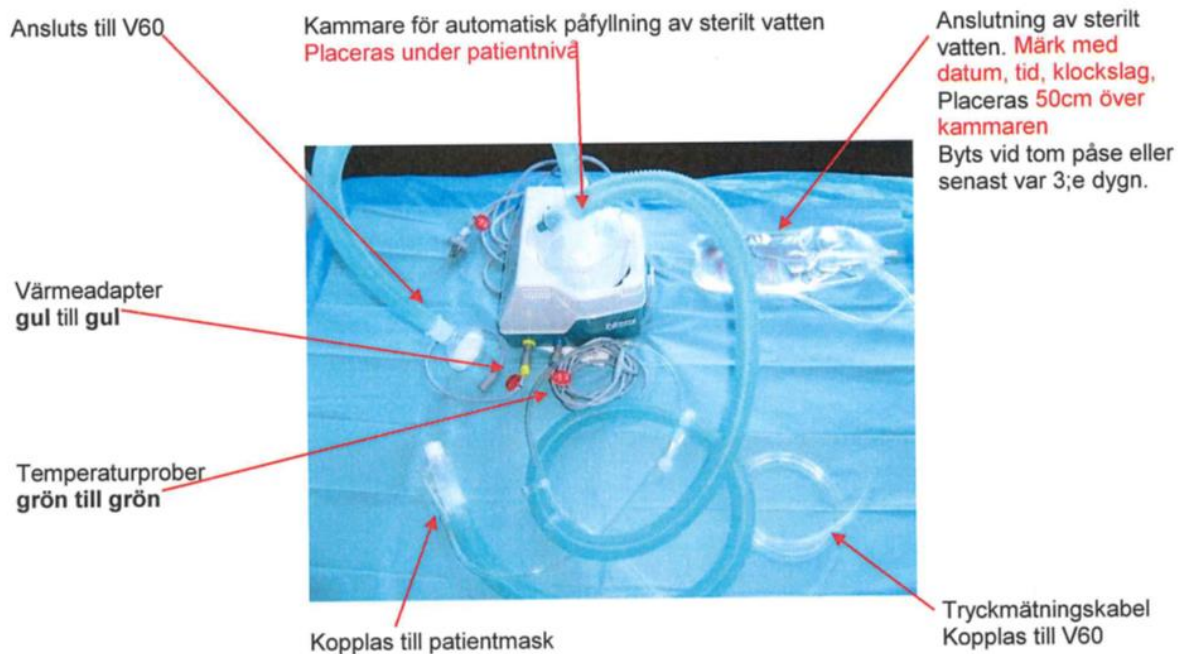 Ansluts till V60
Kammare för automatisk påfyllning av sterilt vatten
Placeras under patientnivå
Anslutning av sterilt
vatten. Märk med
datum, tid, klockslag,
Placeras 50cm över
kammaren
Byts vid tom påse eller
senast var 3;e dygn.
Värmeadapter
gul till gul
Temperaturprober
grön till grön
Kopplas till patientmask
Tryckmätningskabel
Kopplas till V60